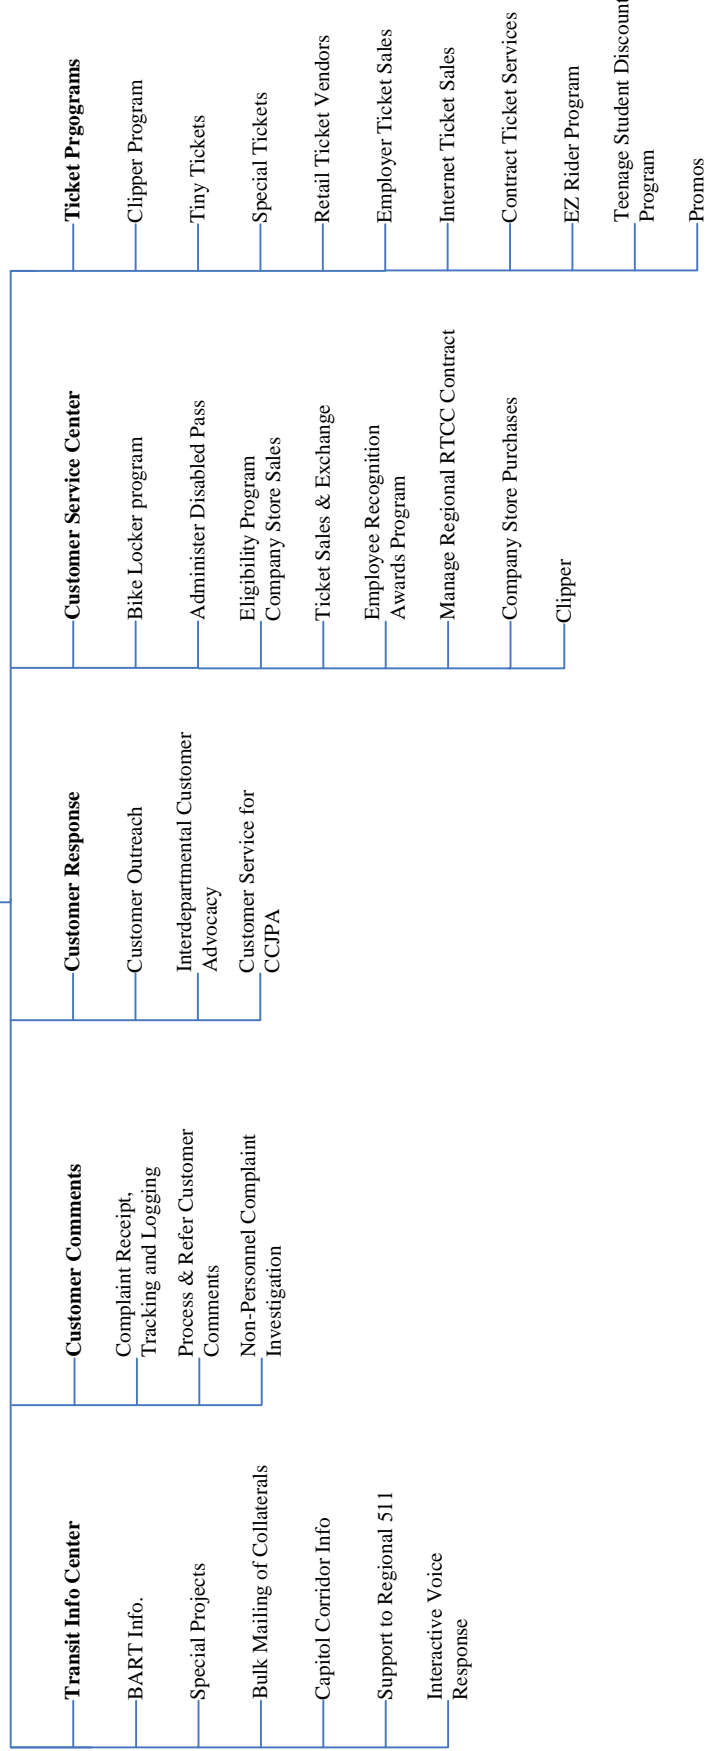 Transit Info Center
BART Info.
Special Projects
Bulk Mailing of Collaterals
Capitol Corridor Info
Support to Regional 511
Interactive Voice
Response
Customer Comments
Complaint Receipt,
Tracking and Logging
Process & Refer Customer
Comments
Non-Personnel Complaint
Investigation
Customer Response
Customer Outreach
Interdepartmental Customer
Advocacy
Customer Service for
CCJPA
Customer Service Center
Bike Locker program
Administer Disabled Pass
Eligibility Program
Company Store Sales
Ticket Sales & Exchange
Employee Recognition
Awards Program
Manage Regional RTCC Contract
Company Store Purchases
Clipper
Ticket Prgograms
Clipper Program
Tiny Tickets
Special Tickets
Retail Ticket Vendors
Employer Ticket Sales
Internet Ticket Sales
Contract Ticket Services
EZ Rider Program
Teenage Student Discount
Program
Promos